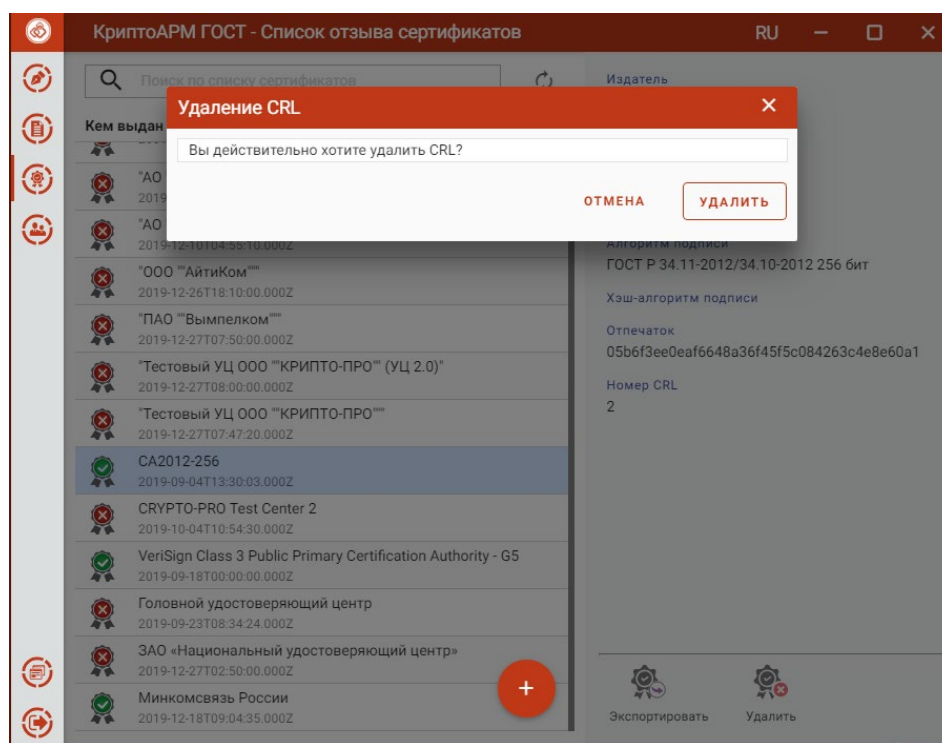 КриптоАРМ ГОСТ - Список отзыва сертификатов
RU
Поиск по списку сертификатов
Издатель
Удаление CRL
Вы действительно хотите удалить CRL?
ОТМЕНА
УДАЛИТЬ
Кем выдан
"АО
2019
"АО
2019-12-10T04:55:10.000Z
"ООО ""АйтиКом"""
2019-12-26T18:10:00.000Z
"ПАО ""Вымпелком"""
2019-12-27T07:50:00.000Z
"Тестовый УЦ ООО ""КРИПТО-ПРО"" (УЦ 2.0)"
2019-12-27T08:00:00.000Z
"Тестовый УЦ ООО ""КРИПТО-ПРО"""
2019-12-27T07:47:20.000Z
CA2012-256
2019-09-04T13:30:03.000Z
CRYPTO-PRO Test Center 2
2019-10-04T10:54:30.000Z
VeriSign Class 3 Public Primary Certification Authority - G5
2019-09-18T00:00:00.000Z
Головной удостоверяющий центр
2019-09-23T08:34:24.000Z
ЗАО «Национальный удостоверяющий центр»
2019-12-27T02:50:00.000Z
Минкомсвязь России
2019-12-18T09:04:35.000Z
Алгоритм подписи
ГОСТ Р 34.11-2012/34.10-2012 256 бит
Хэш-алгоритм подписи
Отпечаток
05b6f3ee0eaf6648a36f45f5c084263c4e8e60a1
Номер CRL
2
Экспортировать
Удалить